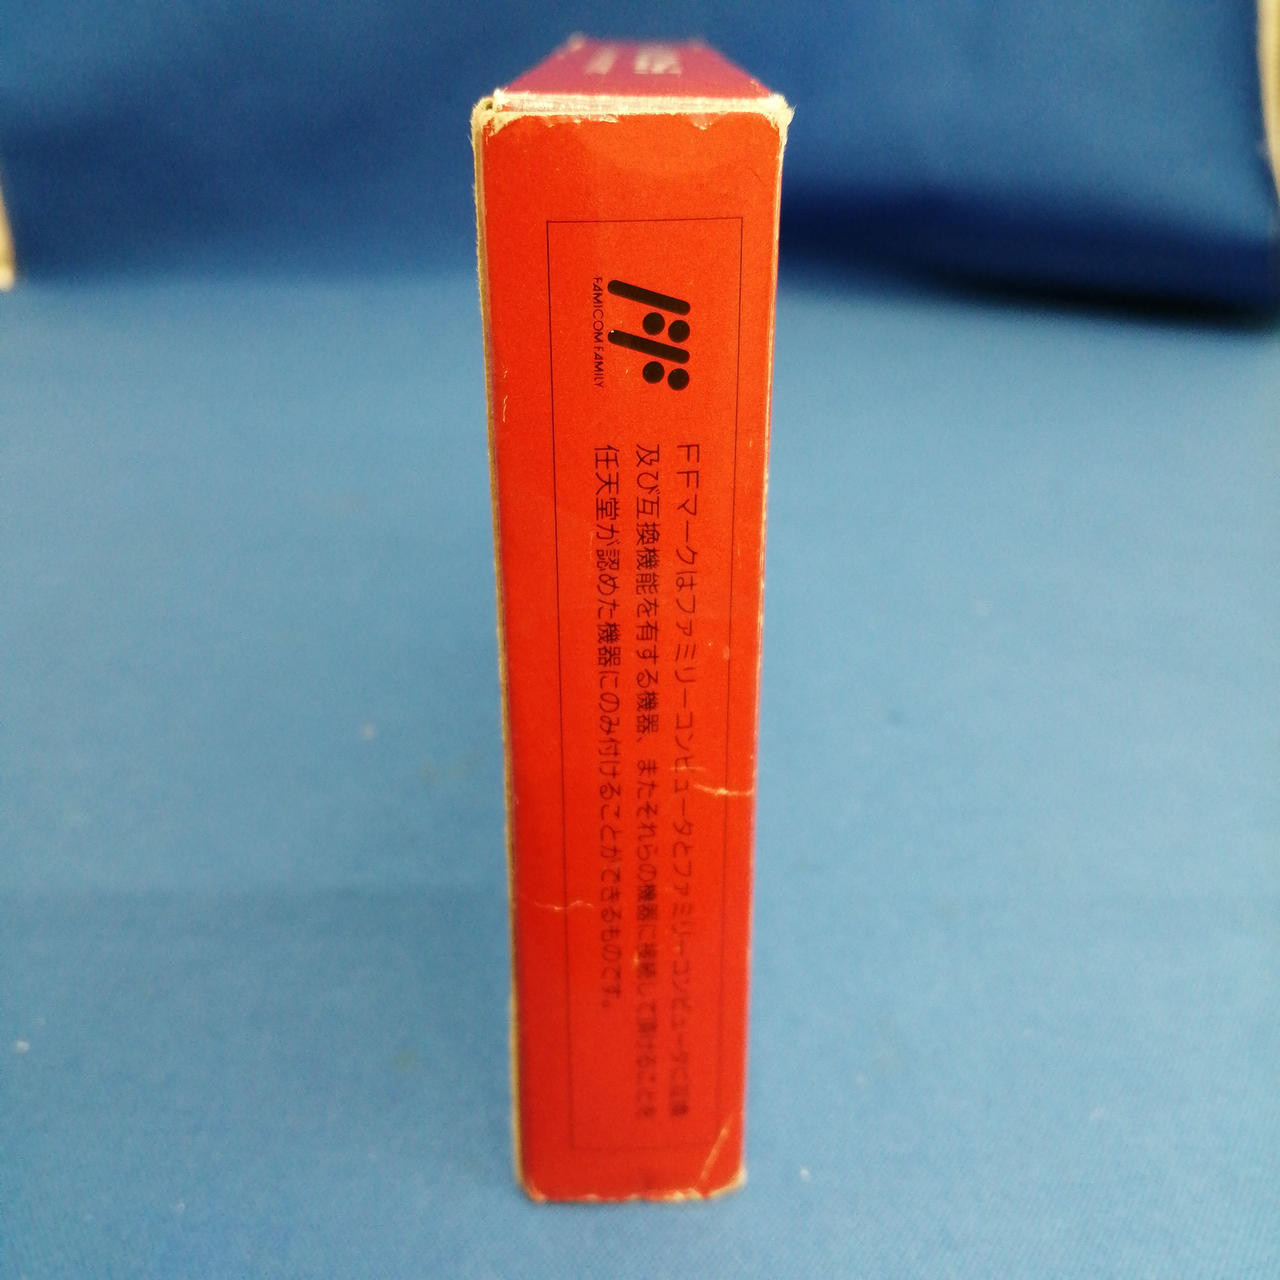 FAMICOM FAMILY
FFマークはファミリーコンピュータとファミリーコンピュータに互換
及び互換機能を有する機器、またそれらの機器に接続して頂けることを
任天堂が認めた機器にのみ付けることができるものです。